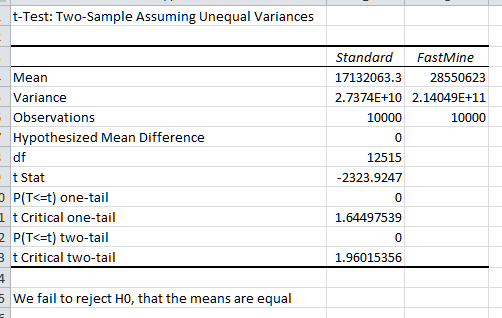 t-Test: Two-Sample Assuming Unequal Variances
Standard FastMine
Mean 17132063.3 28550623
Variance 2.7374E+10 2.14049E+11
Observations 10000 10000
Hypothesized Mean Difference 0
df 12515
t Stat -2323.9247
P(T<=t) one-tail 0
t Critical one-tail 1.64497539
P(T<=t) two-tail 0
t Critical two-tail 1.96015356
We fail to reject H0, that the means are equal